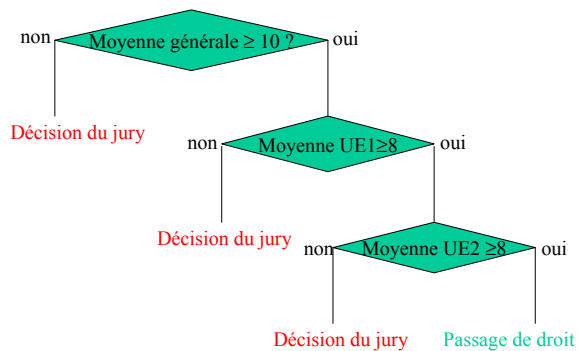 non
Moyenne générale ≥ 10 ?
oui
Décision du jury
non
Moyenne UE1≥8
oui
Décision du jury
non
Moyenne UE2 ≥8
oui
Décision du jury
Passage de droit